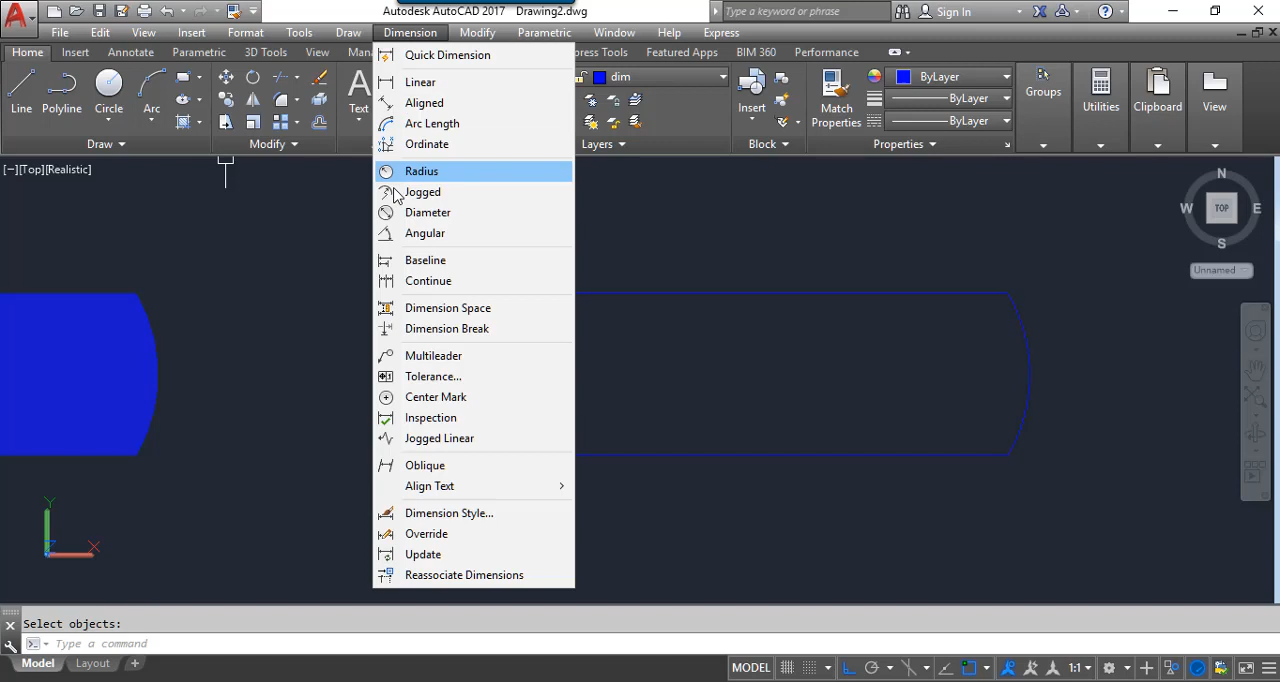 Autodesk AutoCAD 2017 Drawing2.dwg
Type a keyword or phrase
Sign In
File Edit View Insert Format Tools Draw Dimension Modify Parametric Window Help Express
Home Insert Annotate Parametric 3D Tools View Featured Apps BIM 360 Performance
Line Polyline Circle Arc Text
Draw
Modify
Quick Dimension
Linear
Aligned
Arc Length
Ordinate
Radius
Jogged
Diameter
Angular
Baseline
Continue
Dimension Space
Dimension Break
Multileader
Tolerance...
Center Mark
Inspection
Jogged Linear
Oblique
Align Text
Dimension Style...
Override
Update
Reassociate Dimensions
dim
Layers
Insert
Block
Match
Properties
ByLayer
ByLayer
ByLayer
Properties
Groups
Utilities
Clipboard
View
[−][Top][Realistic]
N
W TOP E
S
Unnamed
Y
X
Select objects:
Type a command
Model Layout +
MODEL
1:1